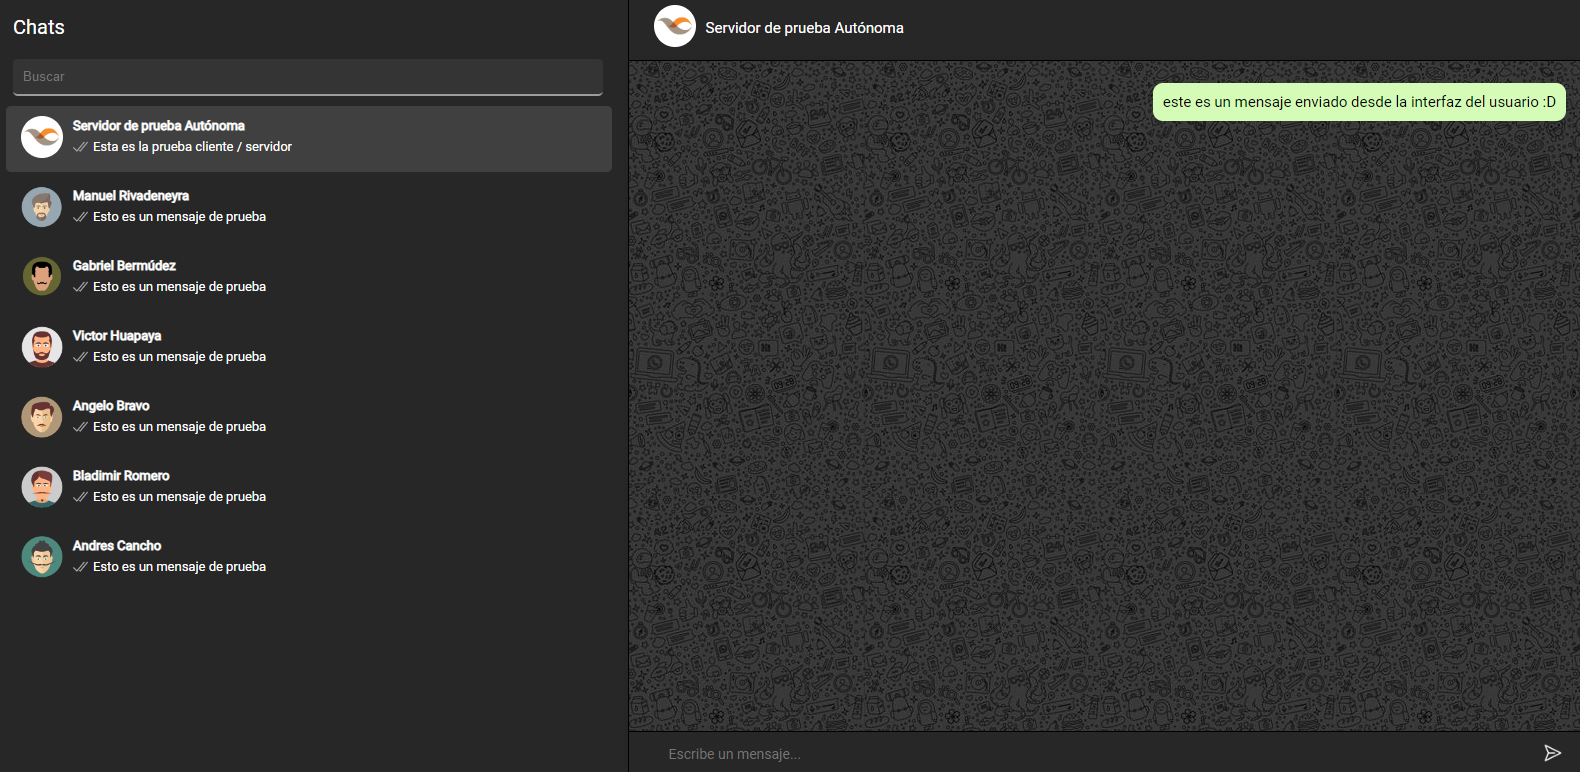 Chats
Buscar
Servidor de prueba Autónoma
Esta es la prueba cliente / servidor
Manuel Rivadeneyra
Esto es un mensaje de prueba
Gabriel Bermúdez
Esto es un mensaje de prueba
Victor Huapaya
Esto es un mensaje de prueba
Angelo Bravo
Esto es un mensaje de prueba
Bladimir Romero
Esto es un mensaje de prueba
Andres Cancho
Esto es un mensaje de prueba
Servidor de prueba Autónoma
este es un mensaje enviado desde la interfaz del usuario :D
Escribe un mensaje...